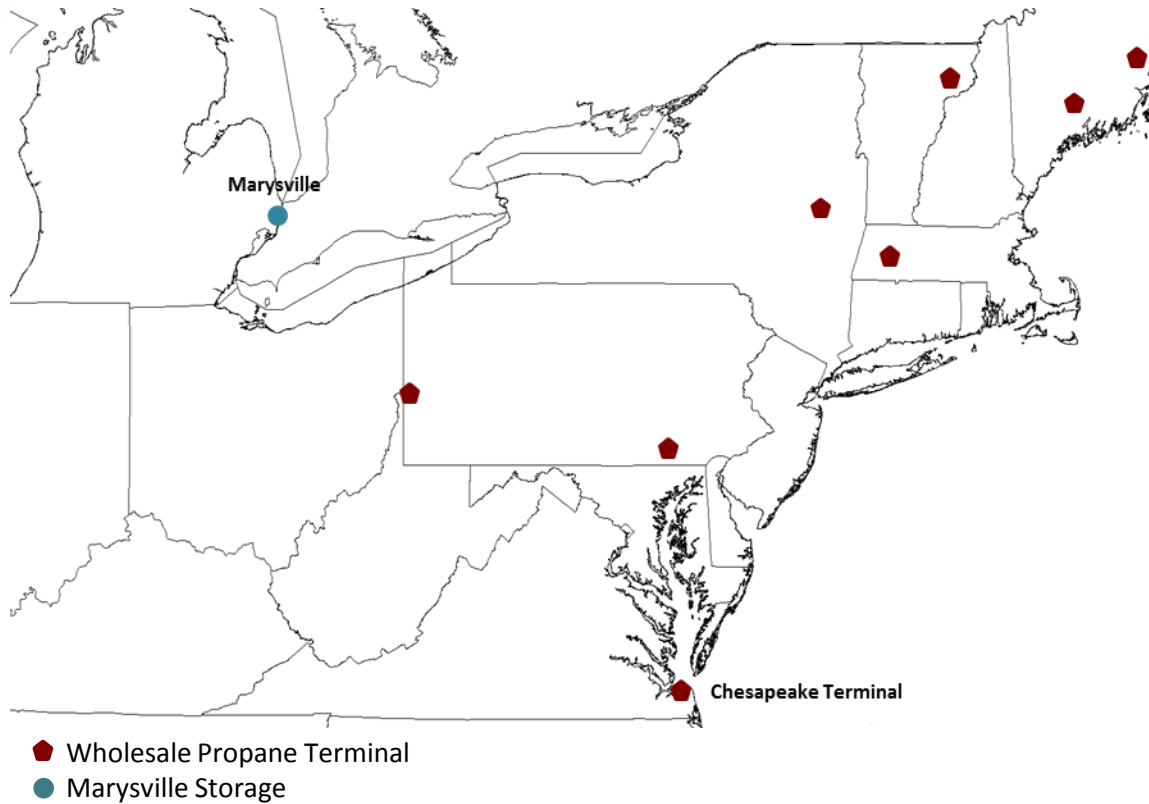 Marysville
Chesapeake Terminal
Wholesale Propane Terminal
Marysville Storage